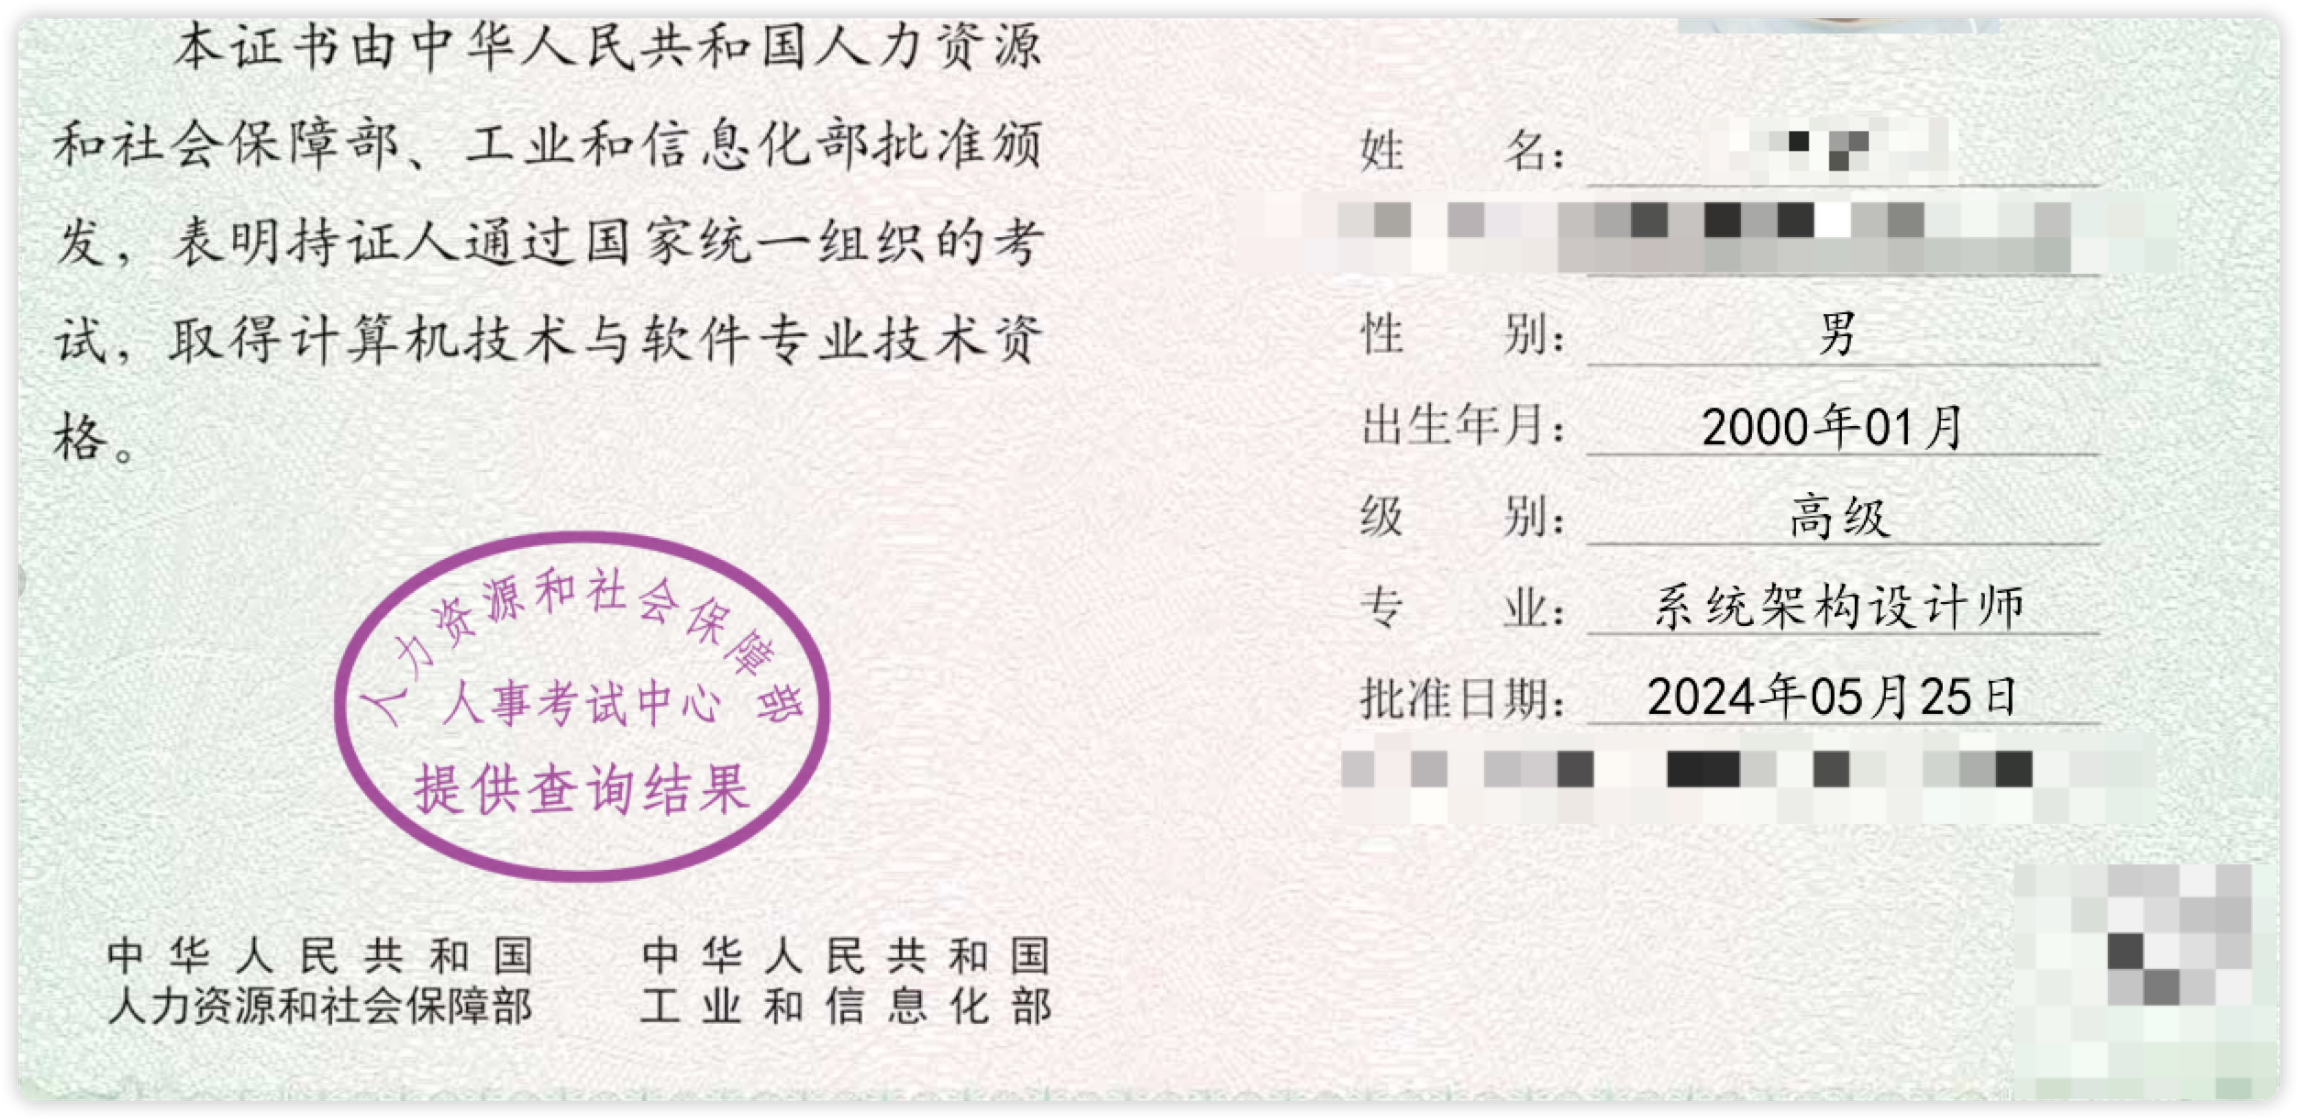 本证书由中华人民共和国人力资源
和社会保障部、工业和信息化部批准颁
发，表明持证人通过国家统一组织的考
试，取得计算机技术与软件专业技术资
格。
人力资源和社会保障部
人事考试中心
提供查询结果
中华人民共和国
人力资源和社会保障部
中华人民共和国
工业和信息化部
姓名：
性别：男
出生年月：2000年01月
级别：高级
专业：系统架构设计师
批准日期：2024年05月25日